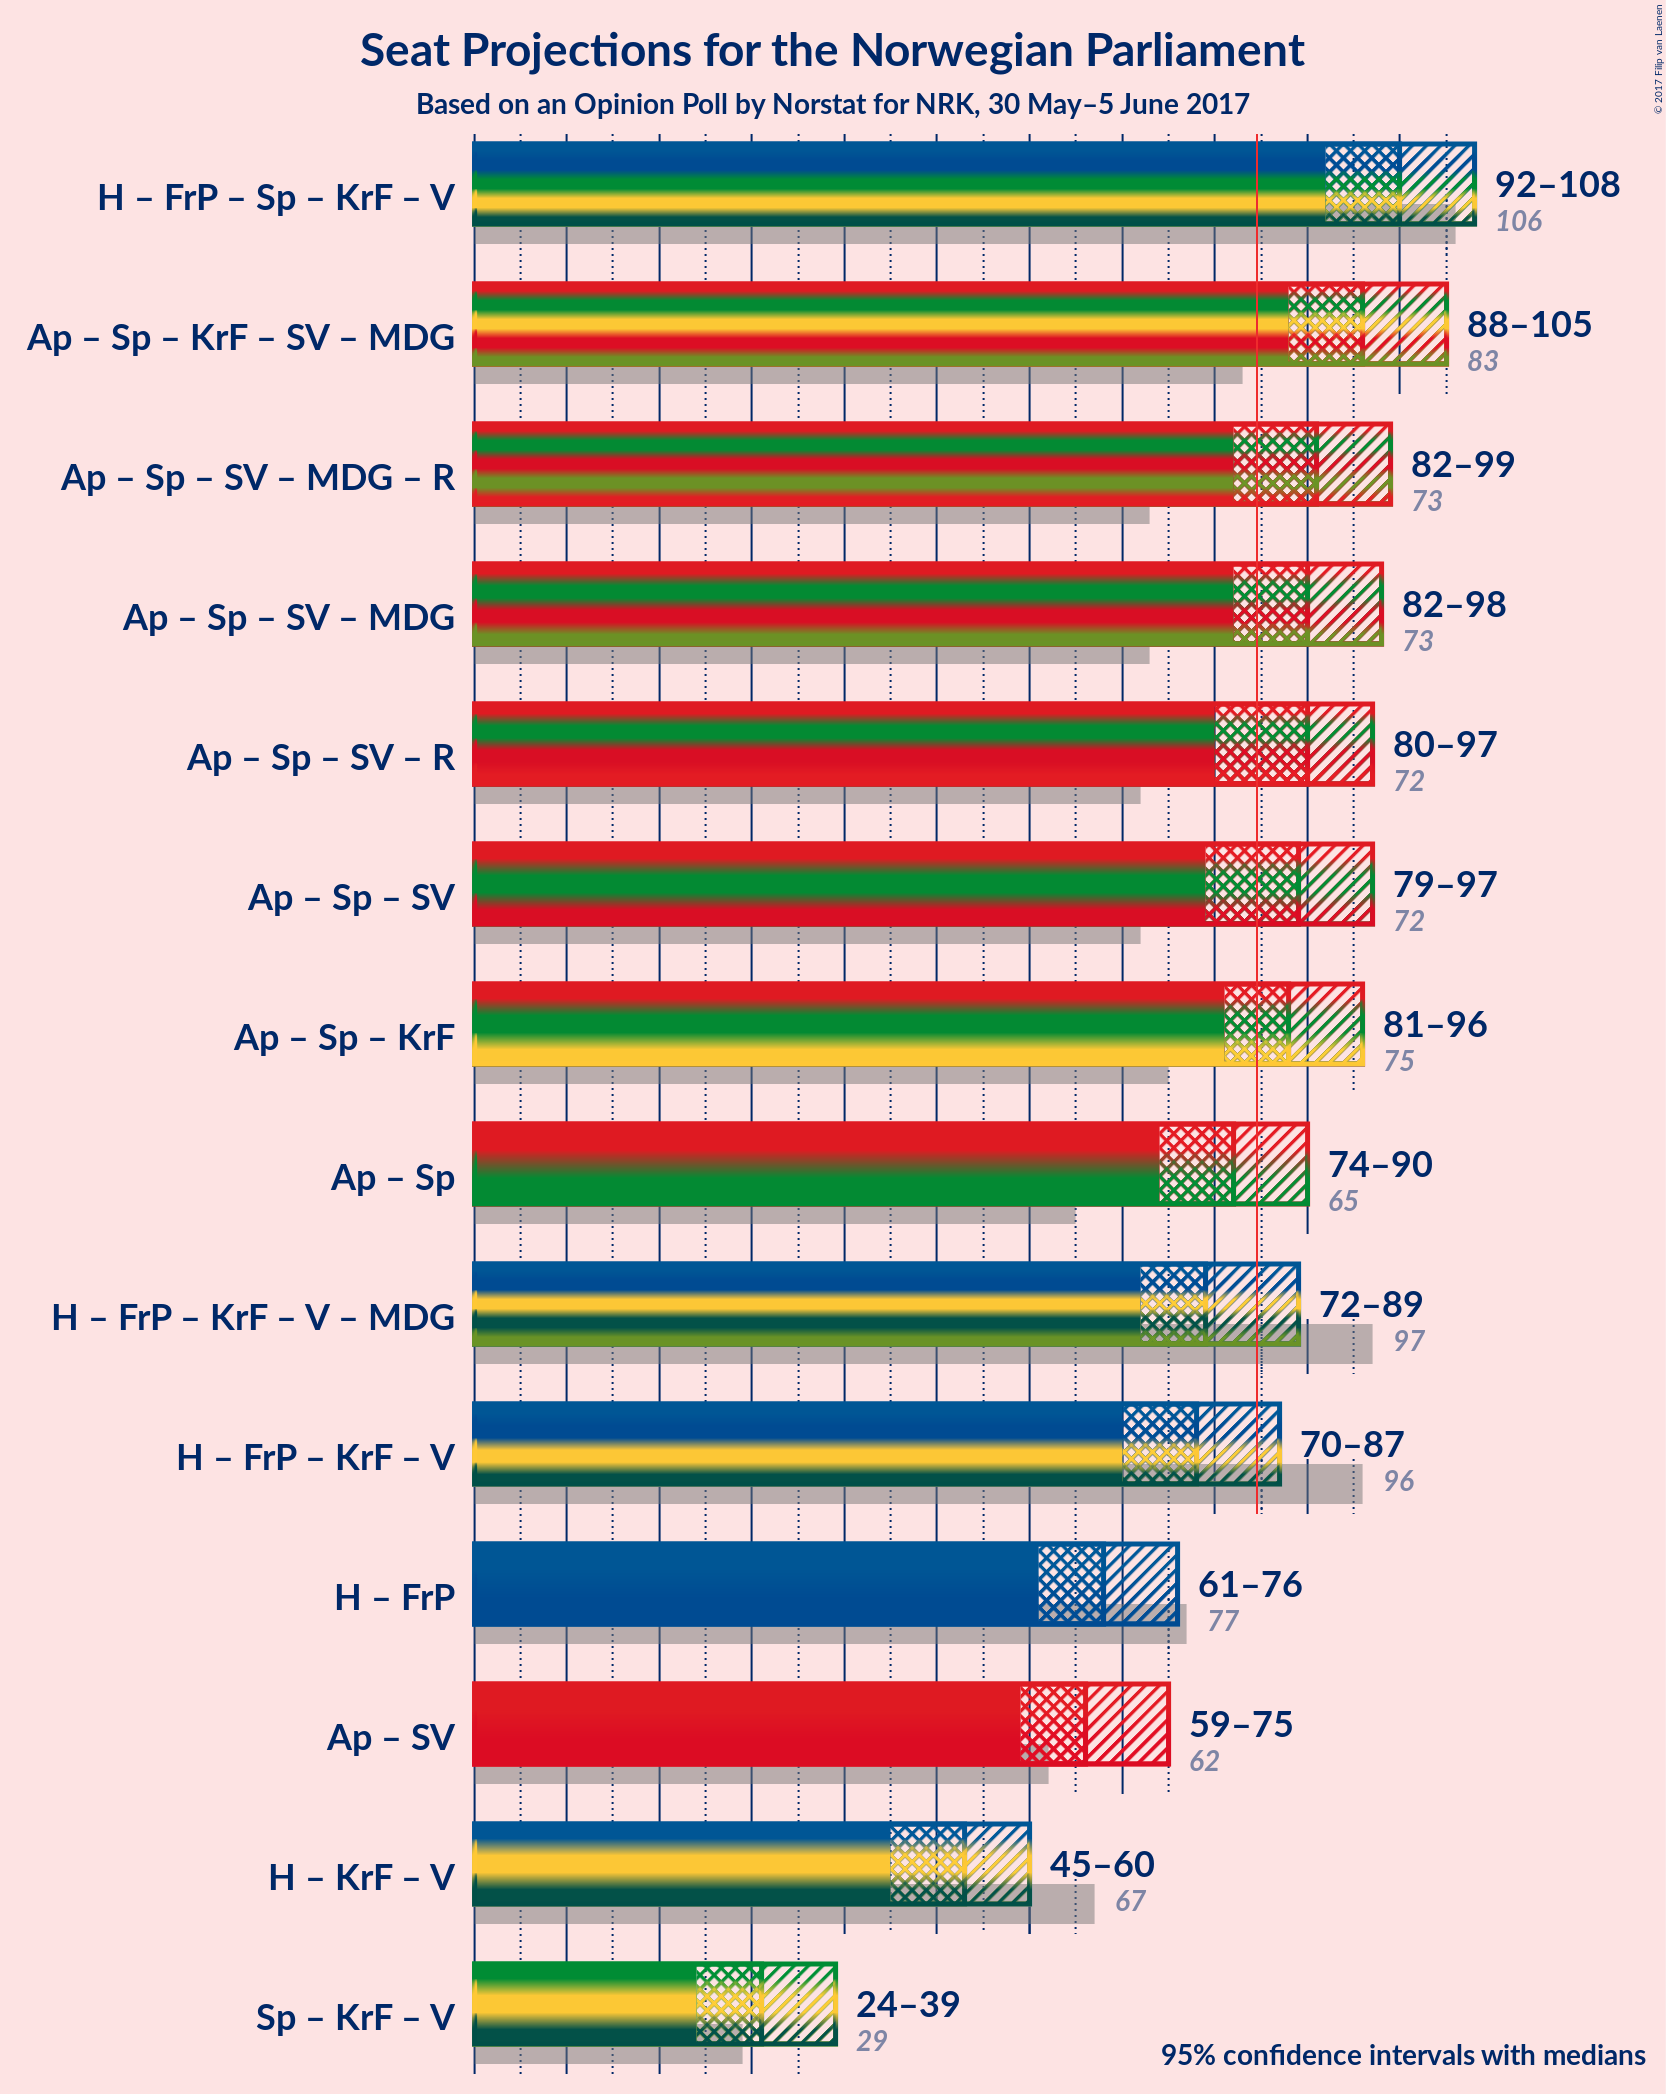 Seat Projections for the Norwegian Parliament
Based on an Opinion Poll by Norstat for NRK, 30 May–5 June 2017
© 2017 Filip van Laenen
H – FrP – Sp – KrF – V
92–108
106
Ap – Sp – KrF – SV – MDG
88–105
83
Ap – Sp – SV – MDG – R
82–99
73
Ap – Sp – SV – MDG
82–98
73
Ap – Sp – SV – R
80–97
72
Ap – Sp – SV
79–97
72
Ap – Sp – KrF
81–96
75
Ap – Sp
74–90
65
H – FrP – KrF – V – MDG
72–89
97
H – FrP – KrF – V
70–87
96
H – FrP
61–76
77
Ap – SV
59–75
62
H – KrF – V
45–60
67
Sp – KrF – V
24–39
29
95% confidence intervals with medians